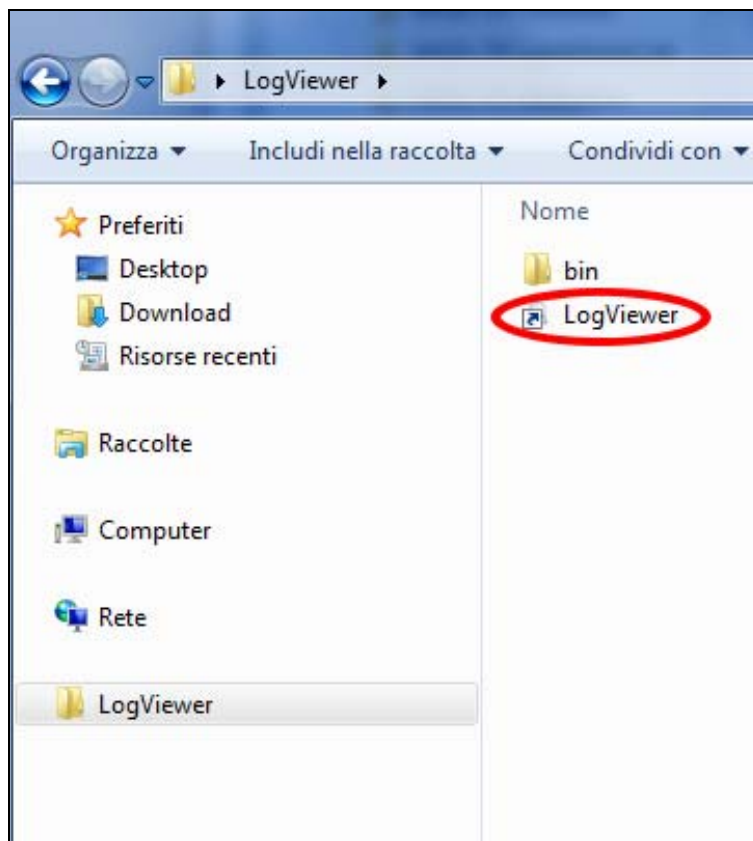 LogViewer
Organizza Includi nella raccolta Condividi con
Nome
Preferiti
Desktop
Download
Risorse recenti
Raccolte
Computer
Rete
LogViewer
bin
LogViewer